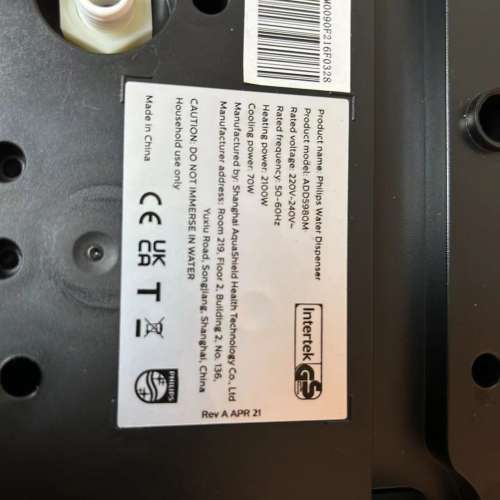 W0090F216F0328
Product name: Philips Water Dispenser
Product model: ADD5980M
Rated voltage: 220V-240V~
Rated frequency: 50-60Hz
Heating power: 2100W
Cooling power: 70W
Manufactured by: Shanghai AquaShield Health Technology Co., Ltd
Manufacturer address: Room 219, Floor 2, Building 2, No. 136,
Yuxiu Road, Songjiang, Shanghai, China
CAUTION: DO NOT IMMERSE IN WATER
Household use only
Made in China
Intertek
GS
CE
UK
CA
T
PHILIPS
Rev A APR 21